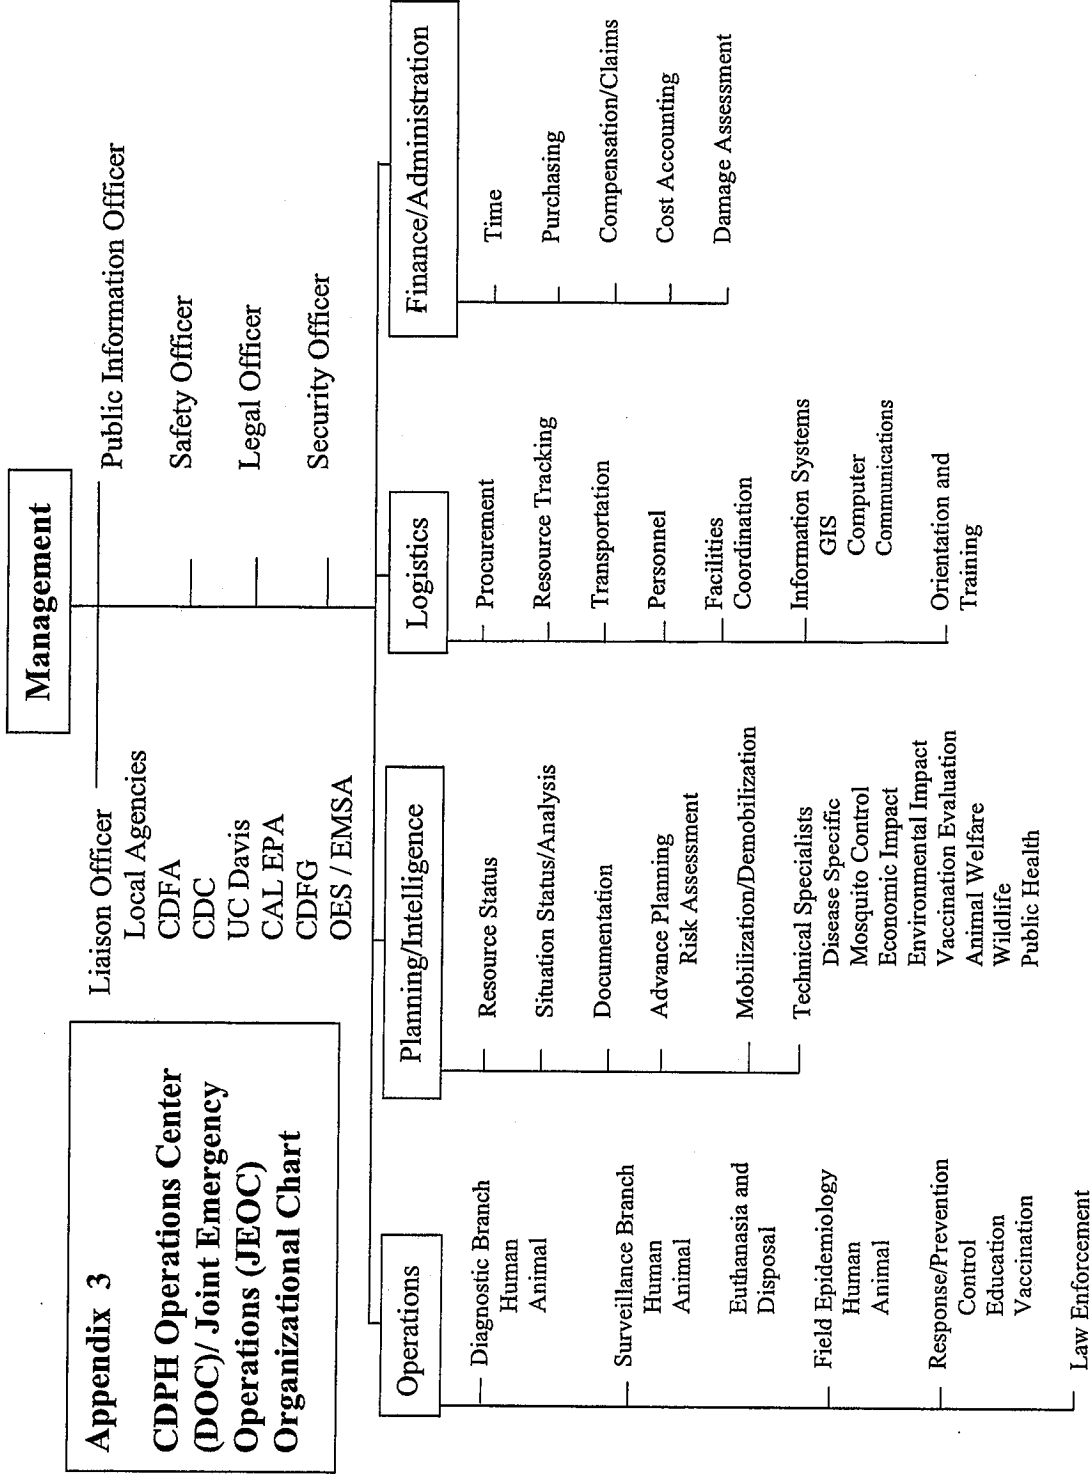 Appendix 3
CDPH Operations Center
(DOC)/ Joint Emergency
Operations (JEOC)
Organizational Chart
Management
Liaison Officer
Local Agencies
CDFA
CDC
UC Davis
CAL EPA
CDFG
OES / EMSA
Public Information Officer
Safety Officer
Legal Officer
Security Officer
Operations
Diagnostic Branch
Human
Animal
Surveillance Branch
Human
Animal
Euthanasia and
Disposal
Field Epidemiology
Human
Animal
Response/Prevention
Control
Education
Vaccination
Law Enforcement
Planning/Intelligence
Resource Status
Situation Status/Analysis
Documentation
Advance Planning
Risk Assessment
Mobilization/Demobilization
Technical Specialists
Disease Specific
Mosquito Control
Economic Impact
Environmental Impact
Vaccination Evaluation
Animal Welfare
Wildlife
Public Health
Logistics
Procurement
Resource Tracking
Transportation
Personnel
Facilities
Coordination
Information Systems
GIS
Computer
Communications
Orientation and
Training
Finance/Administration
Time
Purchasing
Compensation/Claims
Cost Accounting
Damage Assessment